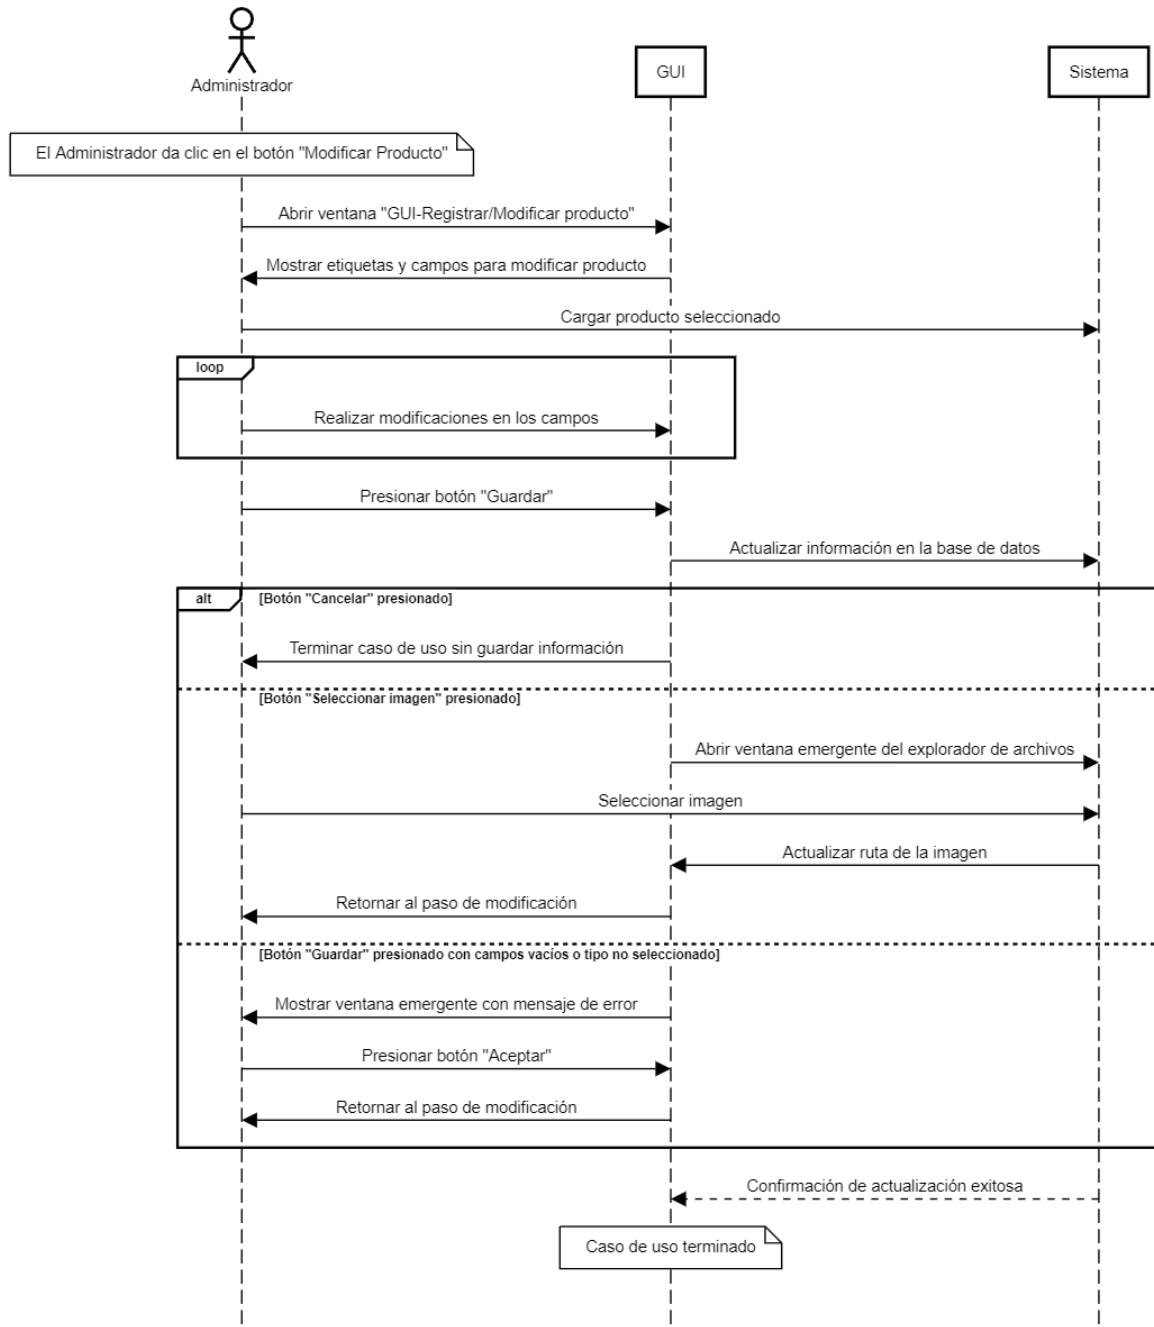 Administrador
GUI
Sistema
El Administrador da clic en el botón "Modificar Producto"
Abrir ventana "GUI-Registrar/Modificar producto"
Mostrar etiquetas y campos para modificar producto
Cargar producto seleccionado
loop
Realizar modificaciones en los campos
Presionar botón "Guardar"
Actualizar información en la base de datos
alt
[Botón "Cancelar" presionado]
Terminar caso de uso sin guardar información
[Botón "Seleccionar imagen" presionado]
Abrir ventana emergente del explorador de archivos
Seleccionar imagen
Actualizar ruta de la imagen
Retornar al paso de modificación
[Botón "Guardar" presionado con campos vacíos o tipo no seleccionado]
Mostrar ventana emergente con mensaje de error
Presionar botón "Aceptar"
Retornar al paso de modificación
Confirmación de actualización exitosa
Caso de uso terminado